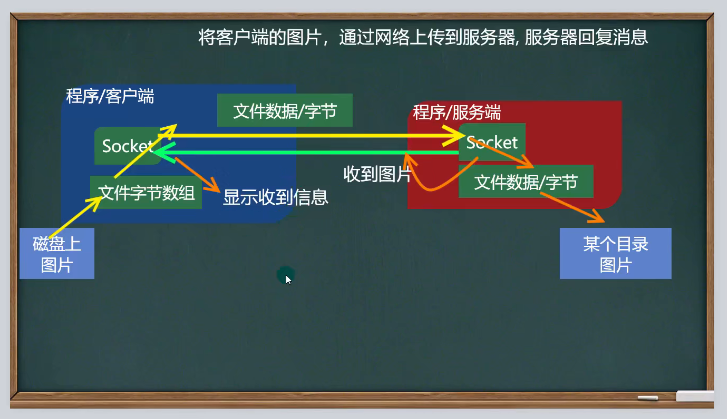 将客户端的图片，通过网络上传到服务器, 服务器回复消息
程序/客户端
文件数据/字节
程序/服务端
Socket
Socket
收到图片
文件字节数组
显示收到信息
文件数据/字节
磁盘上
图片
某个目录
图片